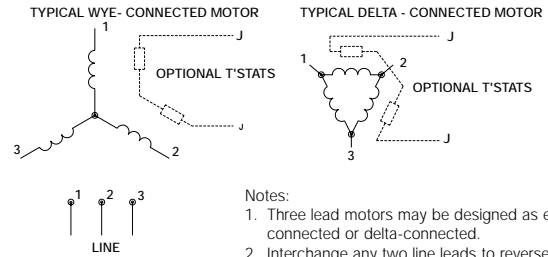 TYPICAL WYE- CONNECTED MOTOR
1
J
OPTIONAL T'STATS
J
3
2
TYPICAL DELTA - CONNECTED MOTOR
J
1
2
OPTIONAL T'STATS
J
3
1 2 3
LINE
Notes:
1. Three lead motors may be designed as e
connected or delta-connected.
2. Interchange any two line leads to reverse